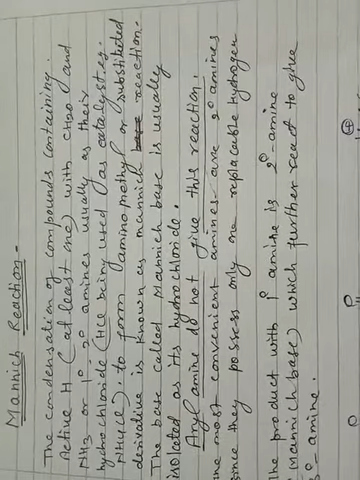 Mannich Reaction -
The condensation of compounds containing.
Active H (at least one) with CH2O and
NH3 or 1° 2° amines usually as their
hydrochloride (HCl being used as catalyst. eg.
to form aminomethyl or substituted
derivative is known as mannich reaction.
The base called Mannich base is usually
isolated as its hydrochloride.
Aryl amine do not give this reaction.
The most convenient amines are 2° amines
since they possess only one replacable hydrogen
The product with 1° amine is 2°-amine
(Mannich base) which further react to give
3°- amine.